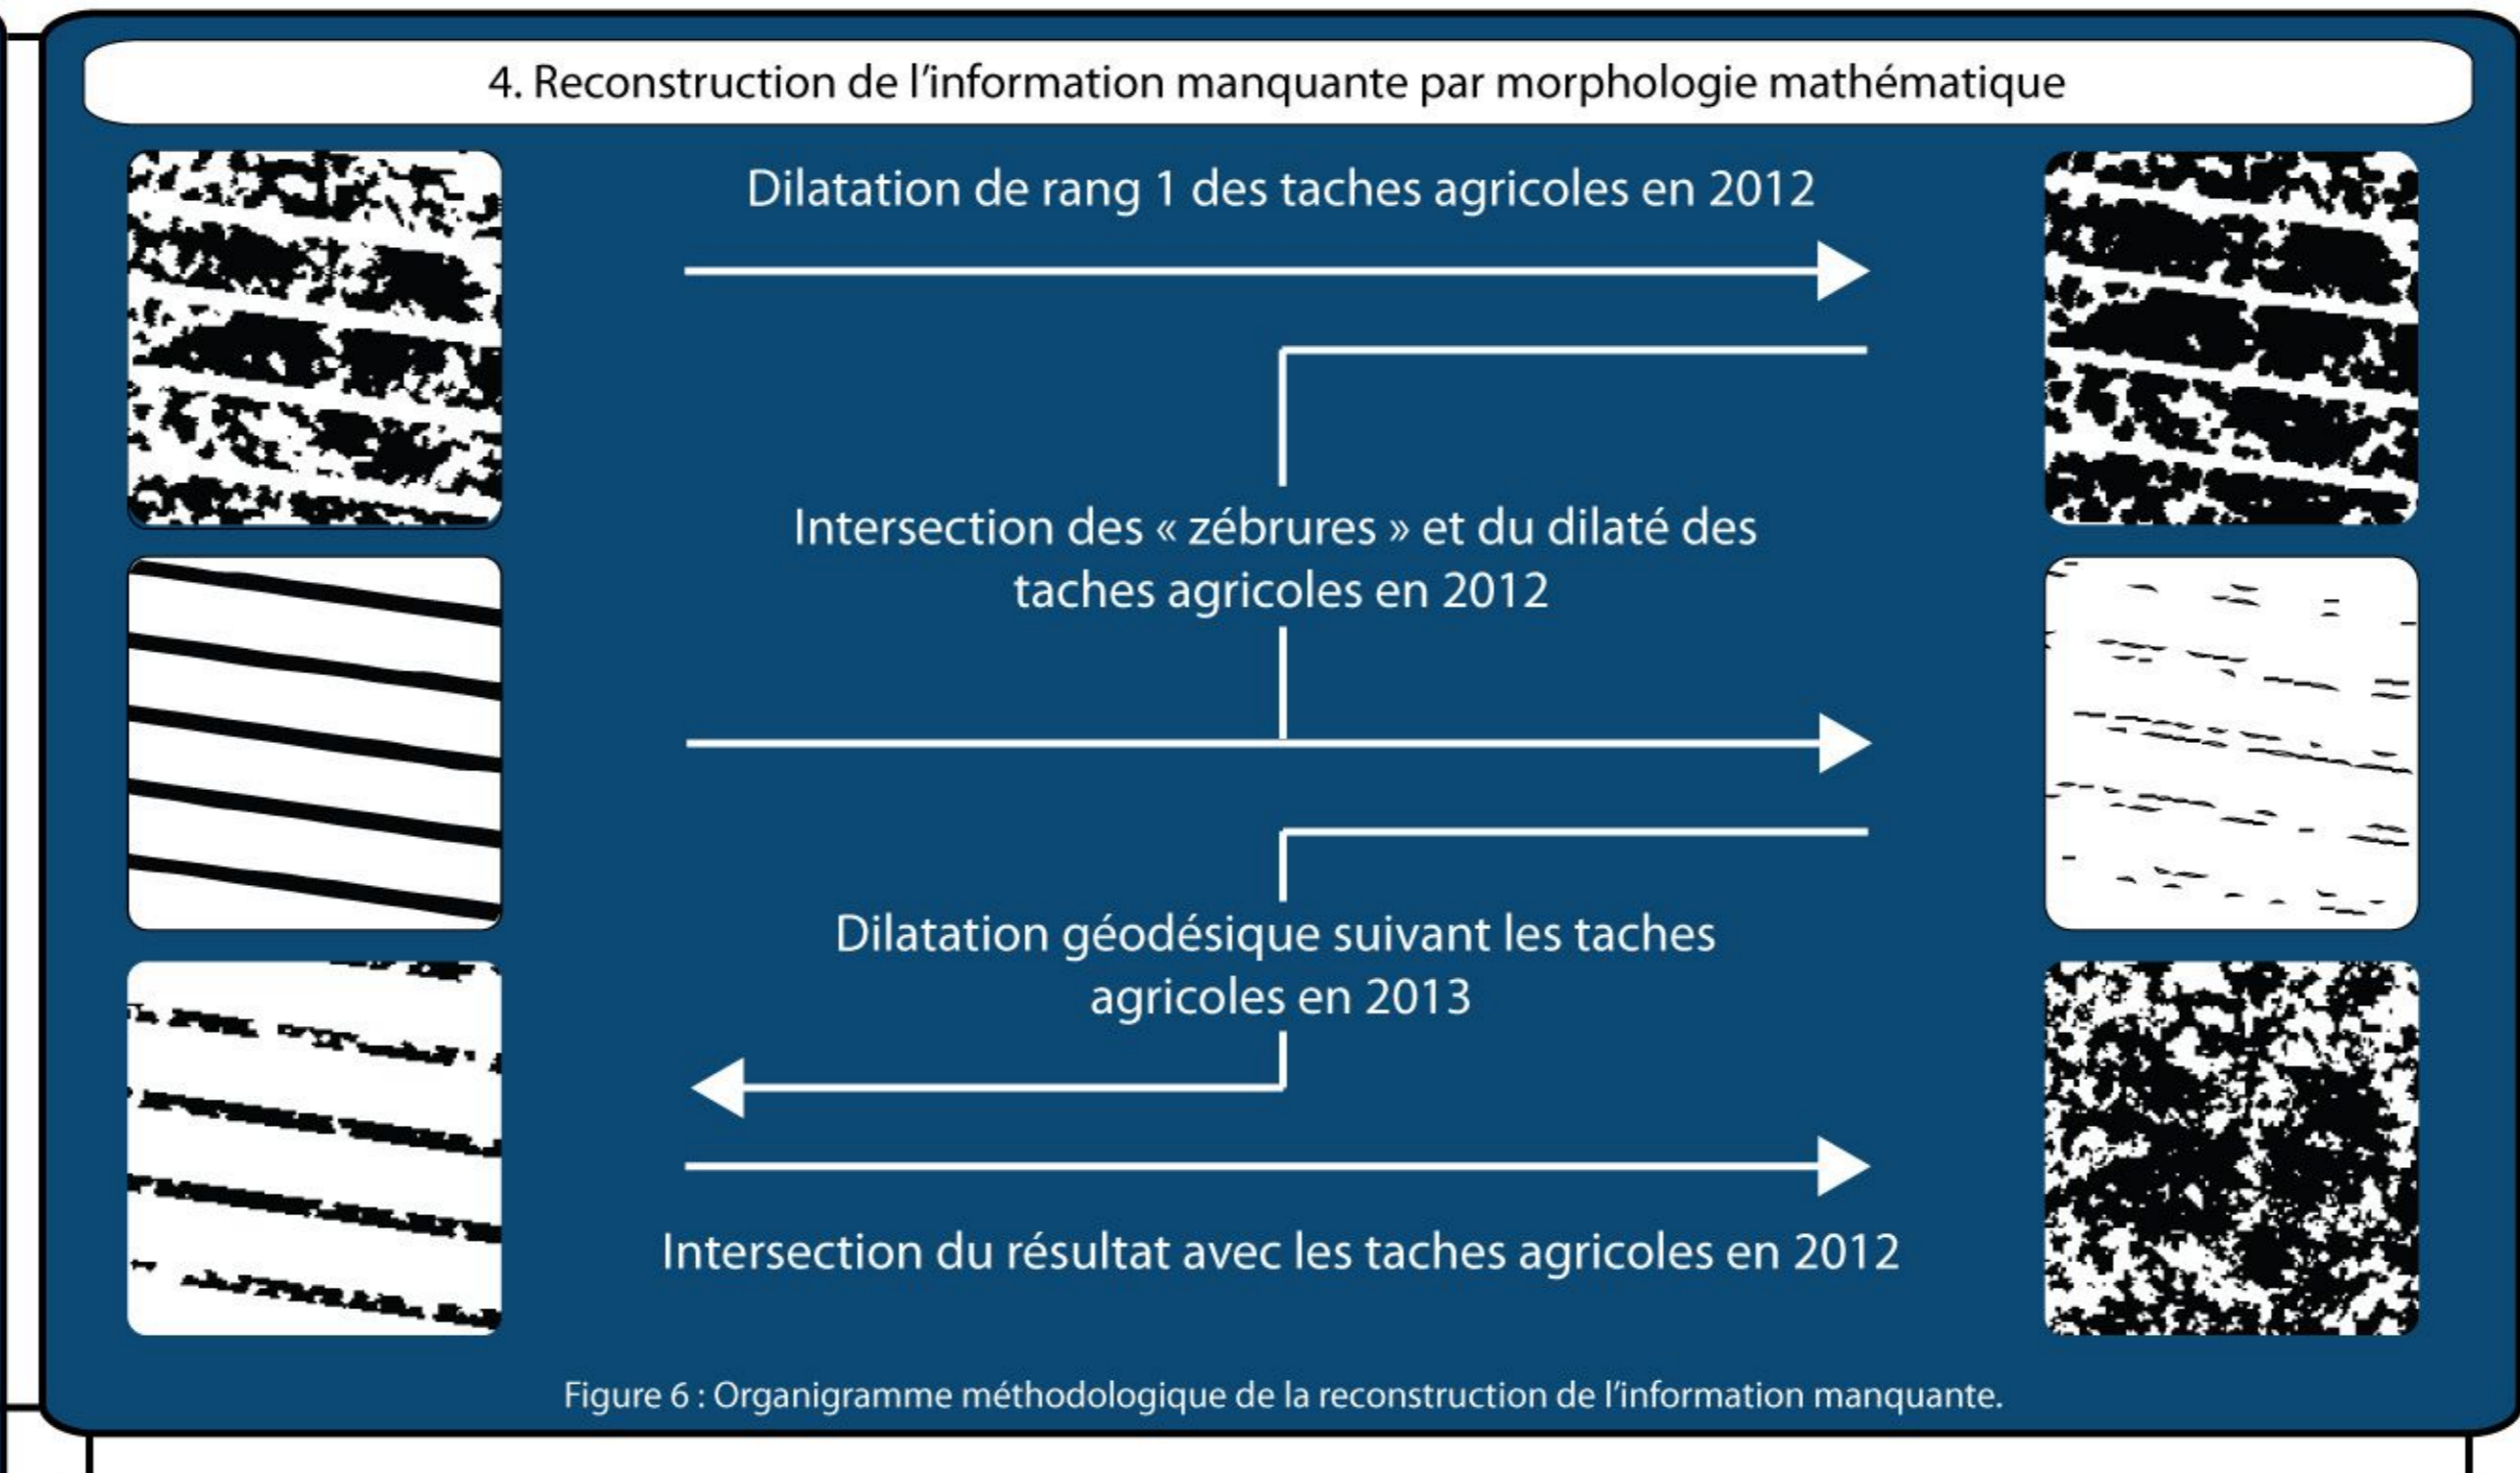 4. Reconstruction de l'information manquante par morphologie mathématique
Dilatation de rang 1 des taches agricoles en 2012
Intersection des « zébrures » et du dilaté des
taches agricoles en 2012
Dilatation géodésique suivant les taches
agricoles en 2013
Intersection du résultat avec les taches agricoles en 2012
Figure 6 : Organigramme méthodologique de la reconstruction de l'information manquante.